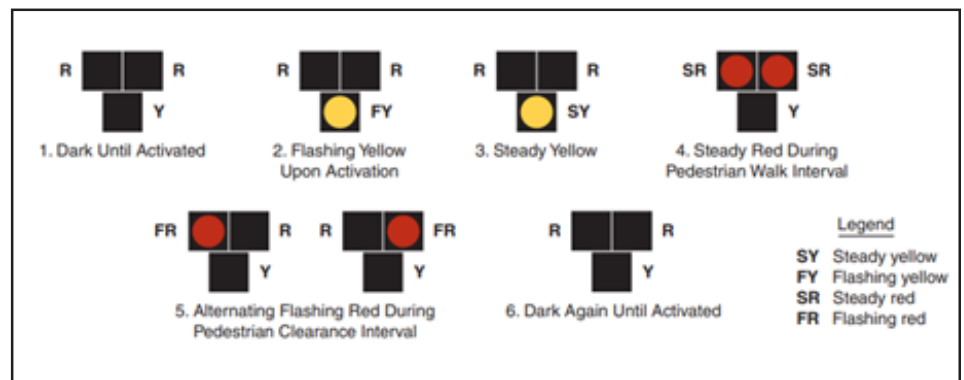 R R
Y
1. Dark Until Activated
R R
FY
2. Flashing Yellow
Upon Activation
R R
SY
3. Steady Yellow
SR SR
Y
4. Steady Red During
Pedestrian Walk Interval
FR R R FR
Y Y
5. Alternating Flashing Red During
Pedestrian Clearance Interval
R R
Y
6. Dark Again Until Activated
Legend
SY Steady yellow
FY Flashing yellow
SR Steady red
FR Flashing red